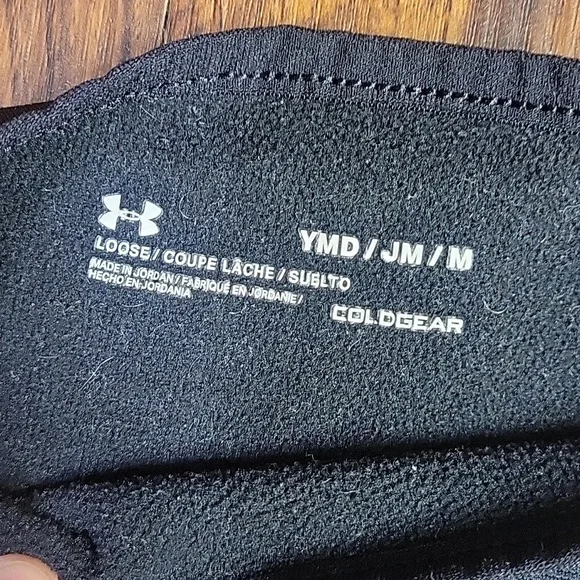 YMD / JM / M
LOOSE / COUPE LÂCHE / SUELTO
MADE IN JORDAN / FABRIQUÉ EN JORDANIE /
HECHO EN JORDANIA
COLDGEAR